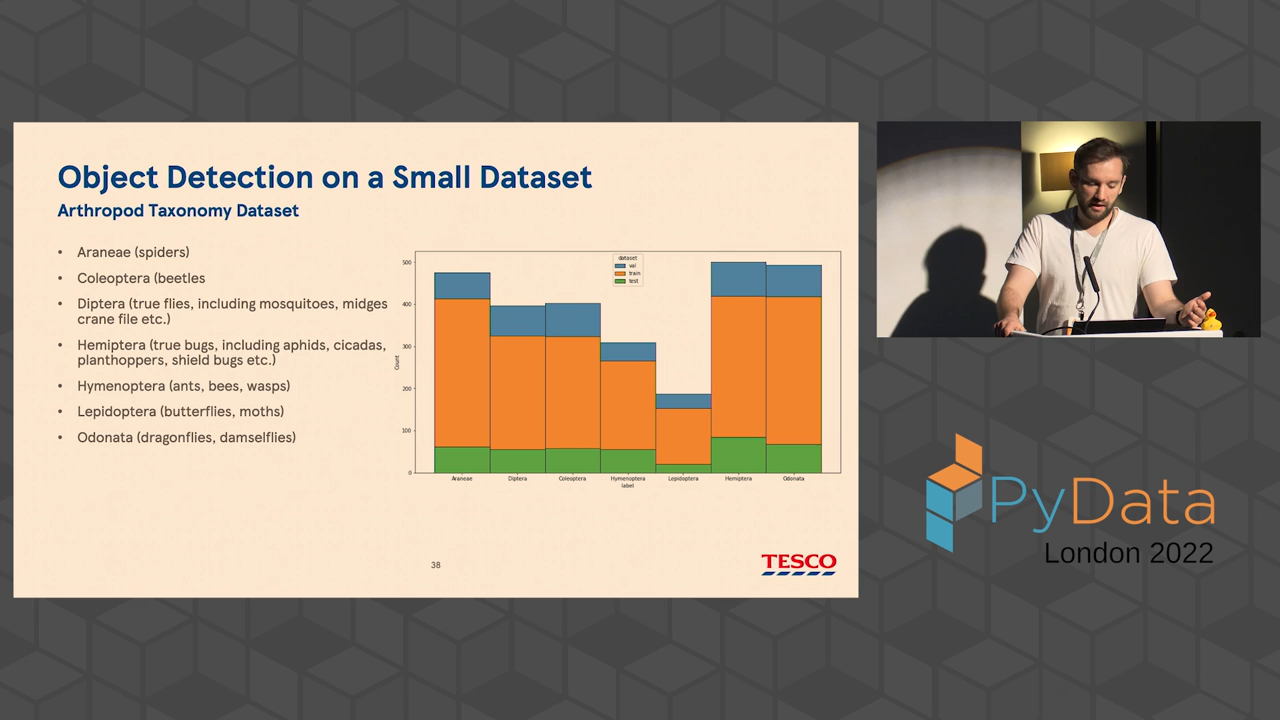 Object Detection on a Small Dataset
Arthropod Taxonomy Dataset
• Araneae (spiders)
• Coleoptera (beetles
• Diptera (true flies, including mosquitoes, midges
crane file etc.)
• Hemiptera (true bugs, including aphids, cicadas,
planthoppers, shield bugs etc.)
• Hymenoptera (ants, bees, wasps)
• Lepidoptera (butterflies, moths)
• Odonata (dragonflies, damselflies)
dataset
val
train
test
500
400
300
200
100
0
Count
Araneae Diptera Coleoptera Hymenoptera Lepidoptera Hemiptera Odonata
label
38
TESCO
PyData
London 2022